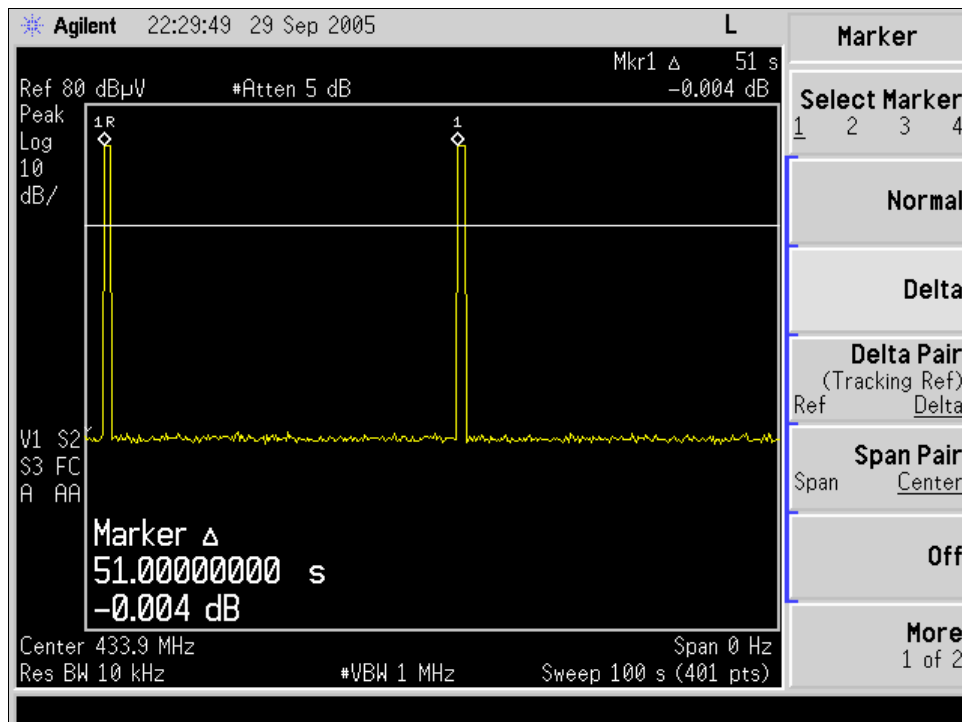 Agilent 22:29:49 29 Sep 2005 L
Mkr1 Δ 51 s
Ref 80 dBµV #Atten 5 dB -0.004 dB
Peak
Log
10
dB/
1R 1
V1 S2
S3 FC
A AA
Marker Δ
51.00000000 s
-0.004 dB
Center 433.9 MHz Span 0 Hz
Res BW 10 kHz #VBW 1 MHz Sweep 100 s (401 pts)
Marker
Select Marker
1 2 3 4
Normal
Delta
Delta Pair
(Tracking Ref)
Ref Delta
Span Pair
Span Center
Off
More
1 of 2